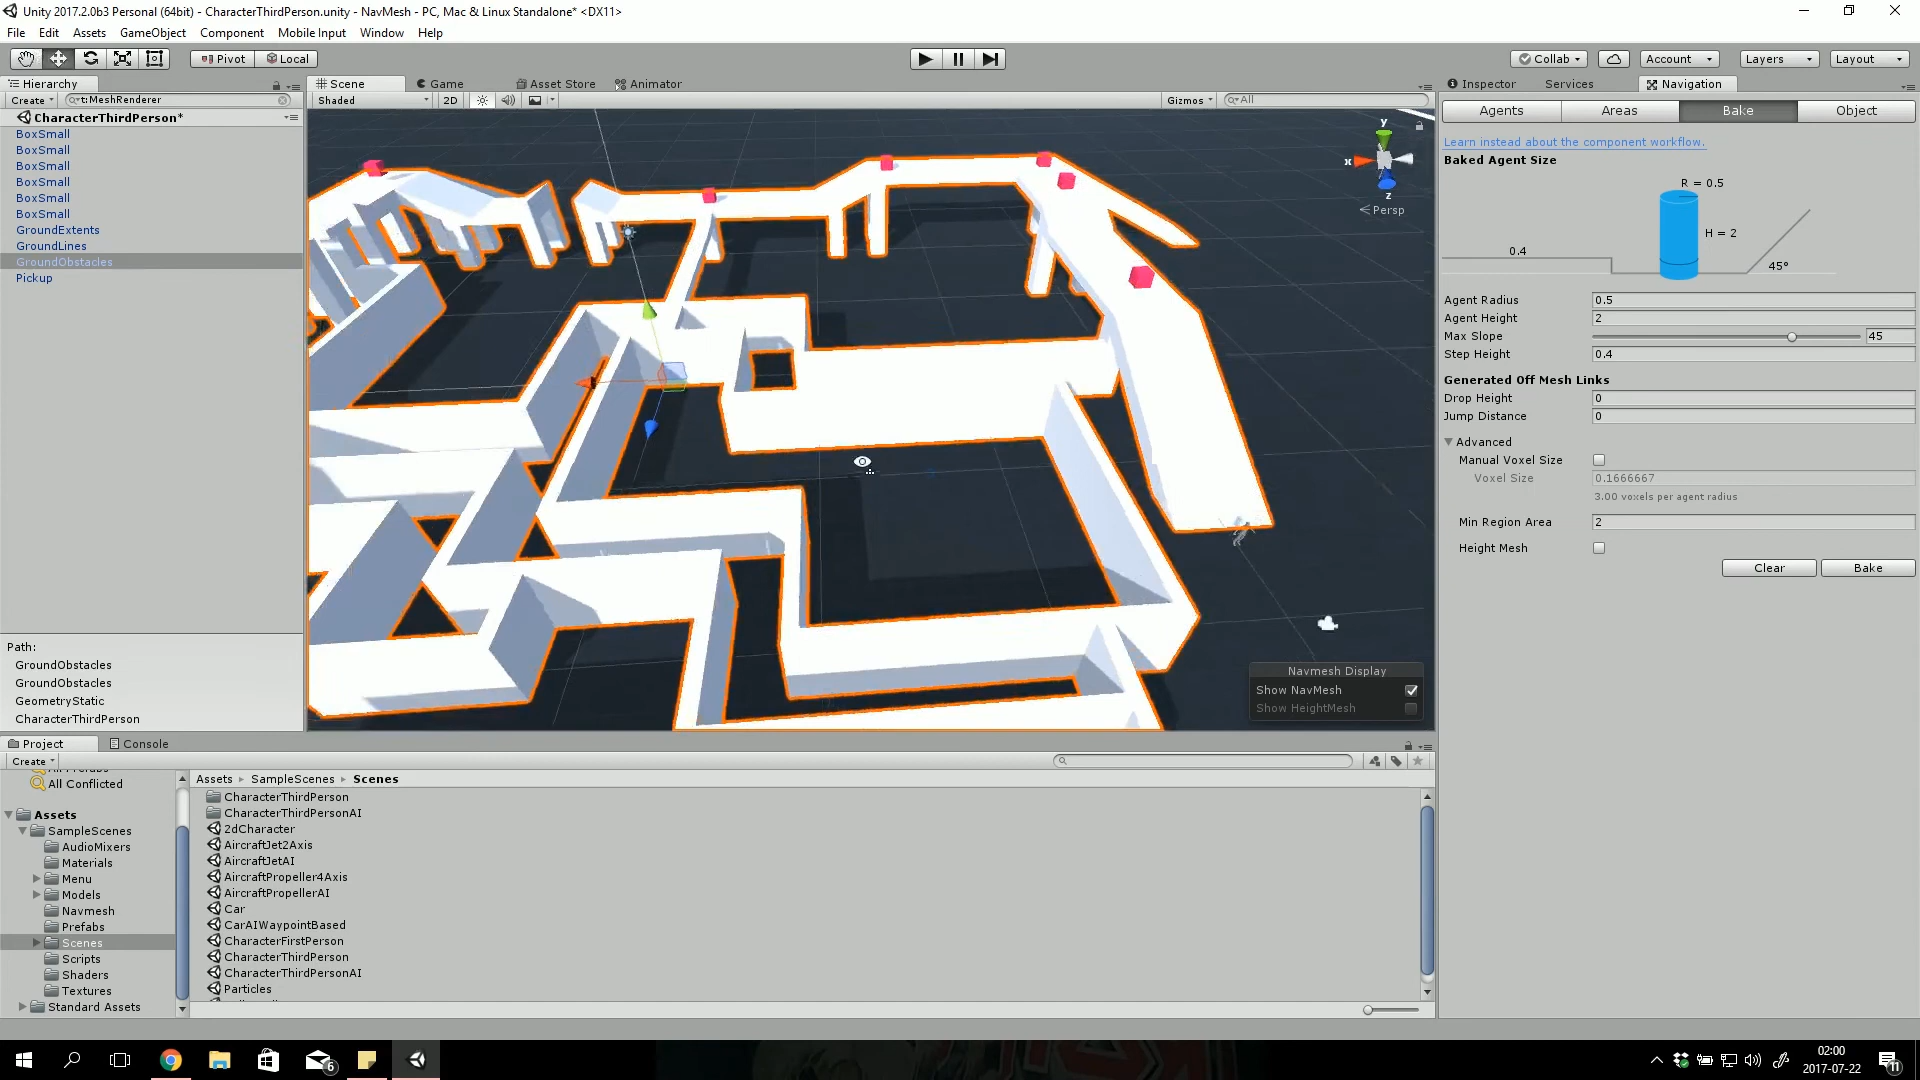 Unity 2017.2.0b3 Personal (64bit) - CharacterThirdPerson.unity - NavMesh - PC, Mac & Linux Standalone* <DX11>
File Edit Assets GameObject Component Mobile Input Window Help
Pivot Local Collab Account Layers Layout
Hierarchy
Create t:MeshRenderer
CharacterThirdPerson*
BoxSmall
BoxSmall
BoxSmall
BoxSmall
BoxSmall
BoxSmall
GroundExtents
GroundLines
GroundObstacles
Pickup
Path:
GroundObstacles
GroundObstacles
GeometryStatic
CharacterThirdPerson
Scene Game Asset Store Animator
Shaded 2D Gizmos All
y
x
z
Persp
Navmesh Display
Show NavMesh
Show HeightMesh
Inspector Services Navigation
Agents Areas Bake Object
Learn instead about the component workflow.
Baked Agent Size
R = 0.5
H = 2
0.4
45°
Agent Radius 0.5
Agent Height 2
Max Slope 45
Step Height 0.4
Generated Off Mesh Links
Drop Height 0
Jump Distance 0
Advanced
Manual Voxel Size
Voxel Size 0.1666667
3.00 voxels per agent radius
Min Region Area 2
Height Mesh
Clear Bake
Project Console
Create
All Conflicted
Assets
SampleScenes
AudioMixers
Materials
Menu
Models
Navmesh
Prefabs
Scenes
Scripts
Shaders
Textures
Standard Assets
Assets SampleScenes Scenes
CharacterThirdPerson
CharacterThirdPersonAI
2dCharacter
AircraftJet2Axis
AircraftJetAI
AircraftPropeller4Axis
AircraftPropellerAI
Car
CarAIWaypointBased
CharacterFirstPerson
CharacterThirdPerson
CharacterThirdPersonAI
Particles
6
02:00
2017-07-22
11